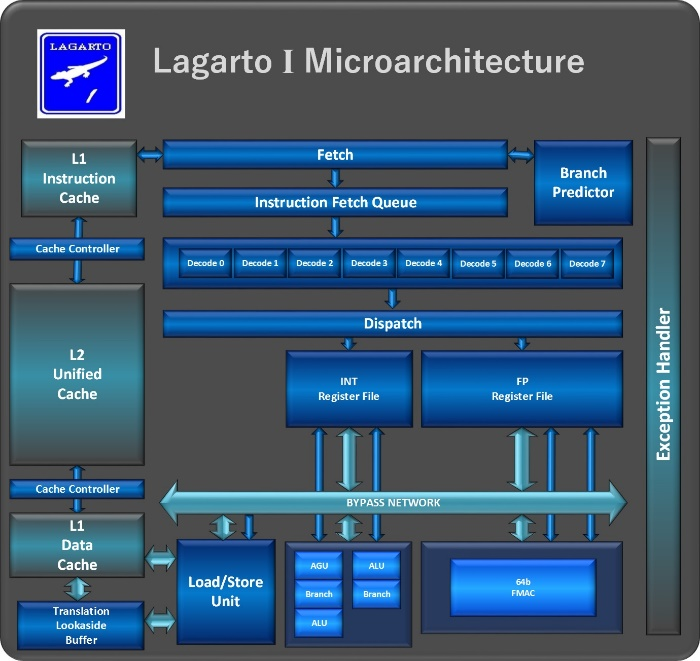 LAGARTO
Lagarto I Microarchitecture
L1
Instruction
Cache
Fetch
Branch
Predictor
Instruction Fetch Queue
Cache Controller
Decode 0
Decode 1
Decode 2
Decode 3
Decode 4
Decode 5
Decode 6
Decode 7
Dispatch
L2
Unified
Cache
INT
Register File
FP
Register File
Exception Handler
Cache Controller
BYPASS NETWORK
L1
Data
Cache
Load/Store
Unit
AGU
Branch
ALU
ALU
Branch
64b
FMAC
Translation
Lookaside
Buffer